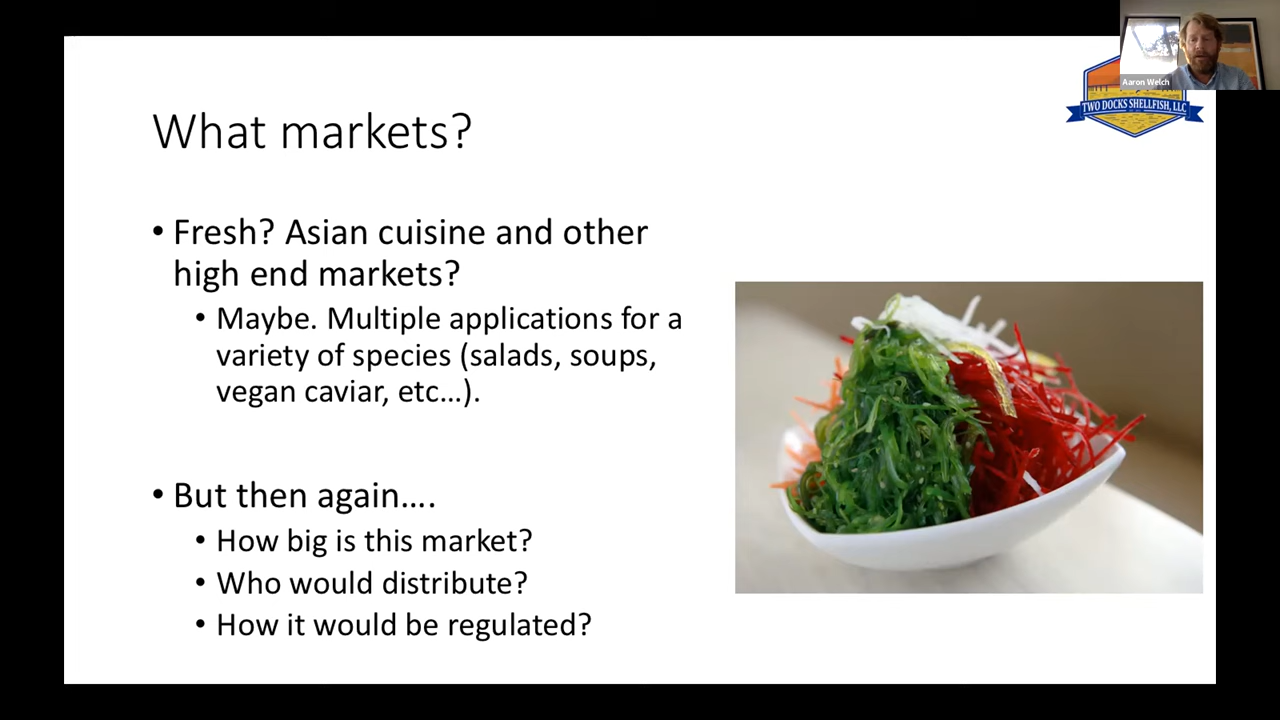 Aaron Welch
TWO DOCKS SHELLFISH, LLC
What markets?
• Fresh? Asian cuisine and other
high end markets?
• Maybe. Multiple applications for a
variety of species (salads, soups,
vegan caviar, etc...).
• But then again....
• How big is this market?
• Who would distribute?
• How it would be regulated?